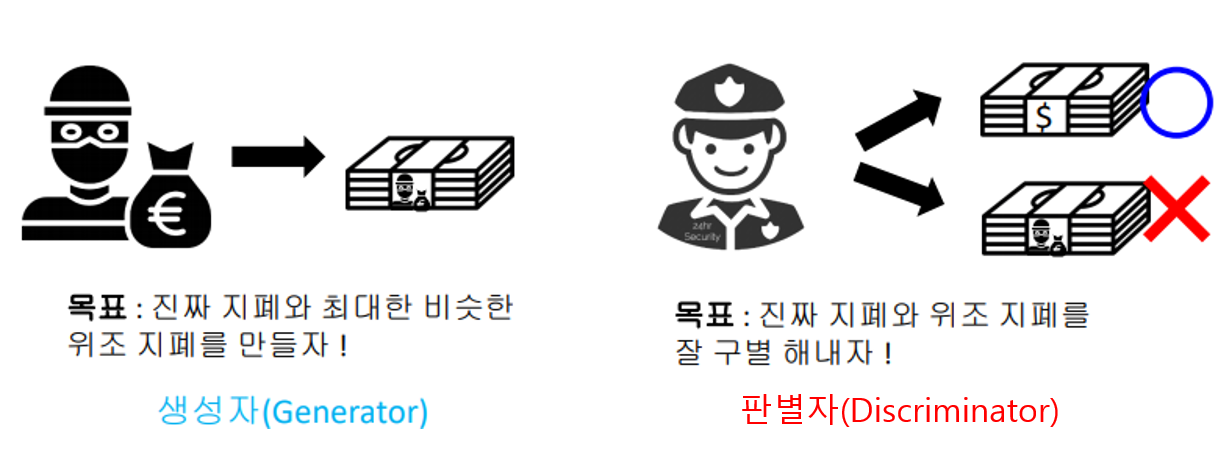 €
$
24hr
Security
목표 : 진짜 지폐와 최대한 비슷한
위조 지폐를 만들자 !
목표 : 진짜 지폐와 위조 지폐를
잘 구별 해내자 !
생성자(Generator)
판별자(Discriminator)